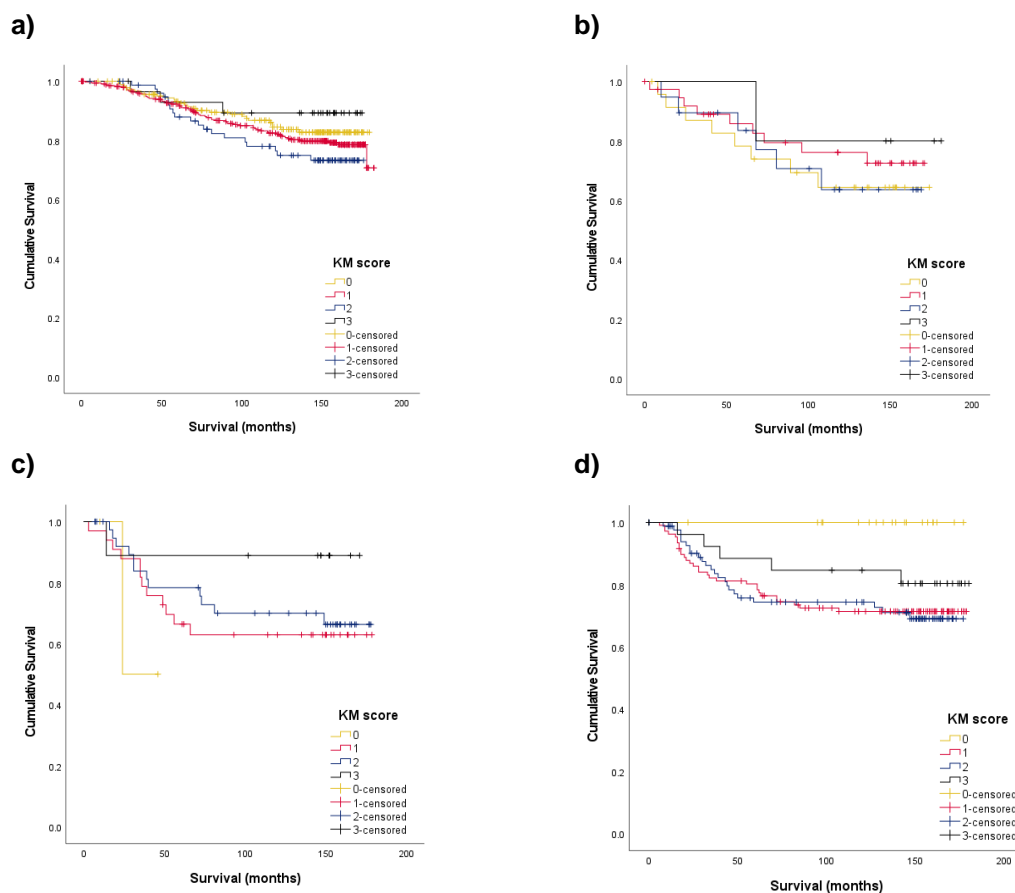 a)
Cumulative Survival
1.0
0.8
0.6
0.4
0.2
0.0
KM score
0
1
2
3
0-censored
1-censored
2-censored
3-censored
0 50 100 150 200
Survival (months)
b)
Cumulative Survival
1.0
0.8
0.6
0.4
0.2
0.0
KM score
0
1
2
3
0-censored
1-censored
2-censored
3-censored
0 50 100 150 200
Survival (months)
c)
Cumulative Survival
1.0
0.8
0.6
0.4
0.2
0.0
KM score
0
1
2
3
0-censored
1-censored
2-censored
3-censored
0 50 100 150 200
Survival (months)
d)
Cumulative Survival
1.0
0.8
0.6
0.4
0.2
0.0
KM score
0
1
2
3
0-censored
1-censored
2-censored
3-censored
0 50 100 150 200
Survival (months)